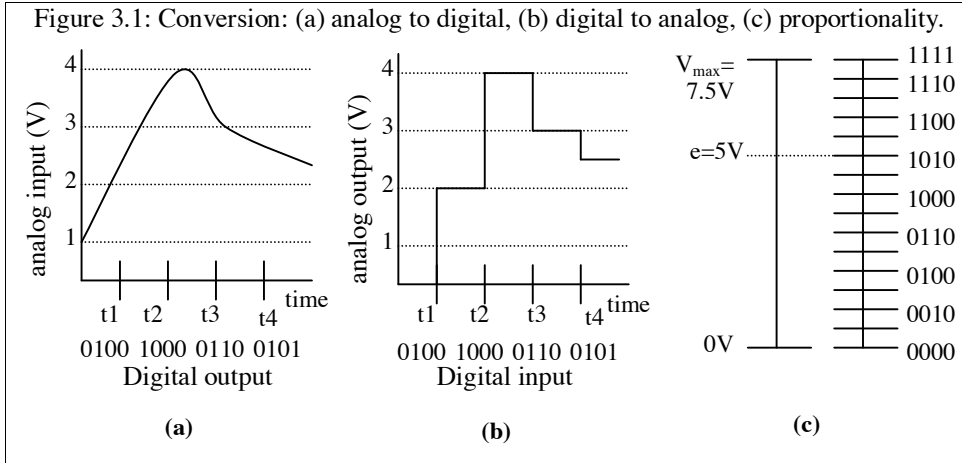 Figure 3.1: Conversion: (a) analog to digital, (b) digital to analog, (c) proportionality.
analog input (V)
4
3
2
1
time
t1 t2 t3 t4
0100 1000 0110 0101
Digital output
(a)
analog output (V)
4
3
2
1
time
t1 t2 t3 t4
0100 1000 0110 0101
Digital input
(b)
Vmax=
7.5V
e=5V
0V
1111
1110
1100
1010
1000
0110
0100
0010
0000
(c)